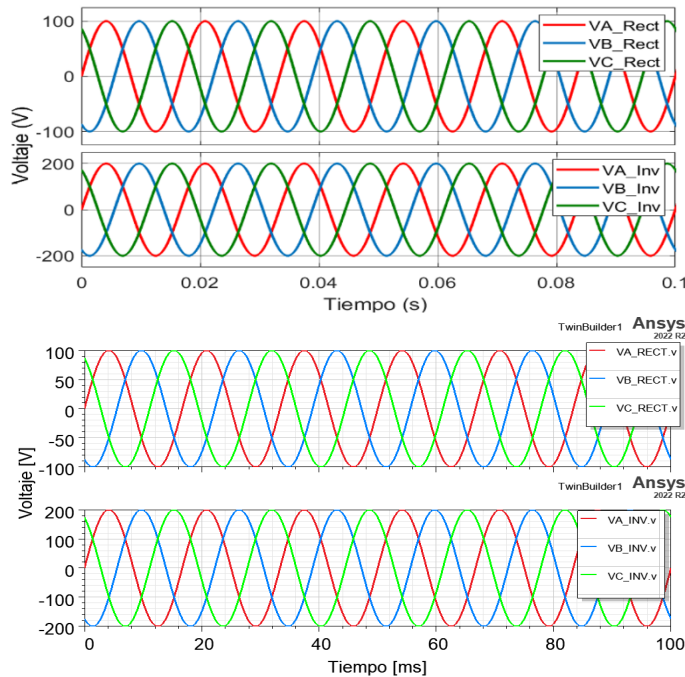 100
0
-100
VA_Rect
VB_Rect
VC_Rect
Voltaje (V)
200
0
-200
VA_Inv
VB_Inv
VC_Inv
0 0.02 0.04 0.06 0.08 0.1
Tiempo (s)
TwinBuilder1 Ansys
2022 R2
100
50
0
-50
-100
VA_RECT.v
VB_RECT.v
VC_RECT.v
Voltaje [V]
TwinBuilder1 Ansys
2022 R2
200
100
0
-100
-200
VA_INV.v
VB_INV.v
VC_INV.v
0 20 40 60 80 100
Tiempo [ms]